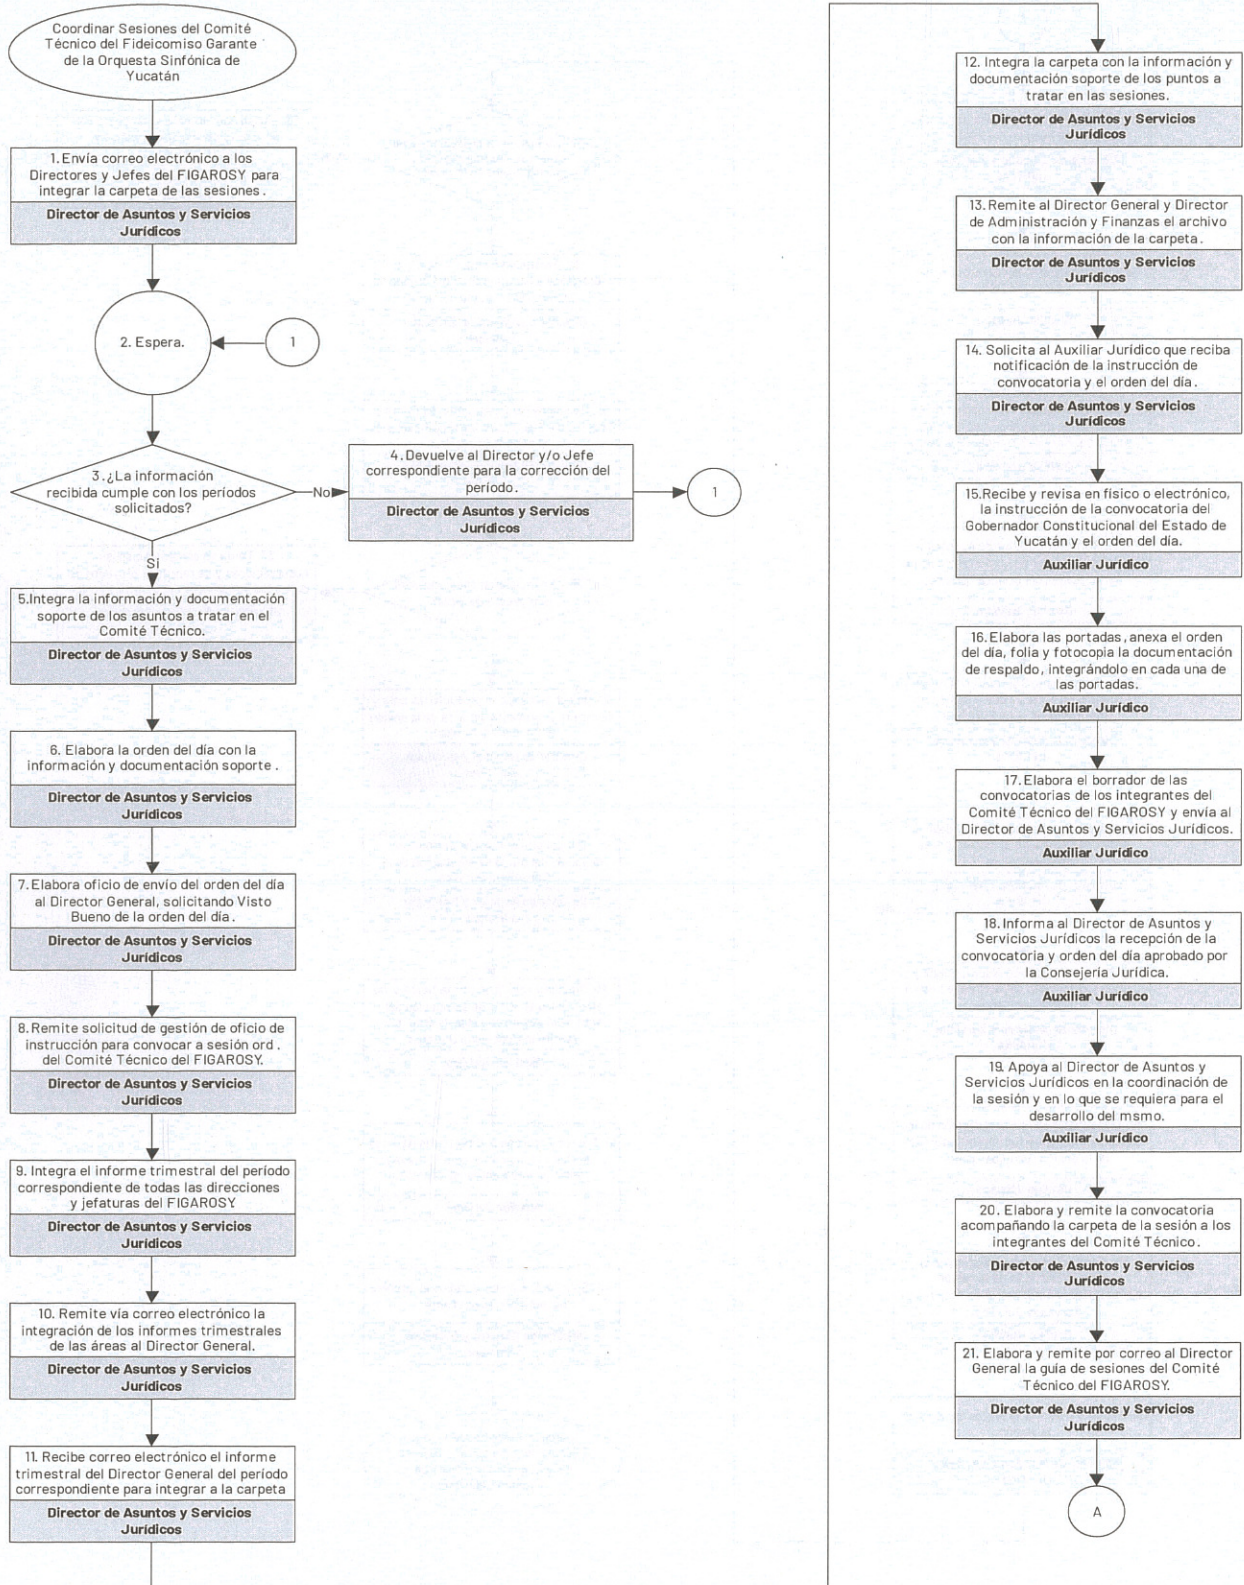 Coordinar Sesiones del Comité
Técnico del Fideicomiso Garante
de la Orquesta Sinfónica de
Yucatán
1. Envía correo electrónico a los
Directores y Jefes del FIGAROSY para
integrar la carpeta de las sesiones.
Director de Asuntos y Servicios
Jurídicos
2. Espera.
1
3. ¿La información
recibida cumple con los períodos
solicitados?
No
4. Devuelve al Director y/o Jefe
correspondiente para la corrección del
período.
Director de Asuntos y Servicios
Jurídicos
1
Si
5.Integra la información y documentación
soporte de los asuntos a tratar en el
Comité Técnico.
Director de Asuntos y Servicios
Jurídicos
6. Elabora la orden del día con la
información y documentación soporte.
Director de Asuntos y Servicios
Jurídicos
7. Elabora oficio de envío del orden del día
al Director General, solicitando Visto
Bueno de la orden del día.
Director de Asuntos y Servicios
Jurídicos
8. Remite solicitud de gestión de oficio de
instrucción para convocar a sesión ord.
del Comité Técnico del FIGAROSY.
Director de Asuntos y Servicios
Jurídicos
9. Integra el informe trimestral del período
correspondiente de todas las direcciones
y jefaturas del FIGAROSY
Director de Asuntos y Servicios
Jurídicos
10. Remite vía correo electrónico la
integración de los informes trimestrales
de las áreas al Director General.
Director de Asuntos y Servicios
Jurídicos
11. Recibe correo electrónico el informe
trimestral del Director General del período
correspondiente para integrar a la carpeta
Director de Asuntos y Servicios
Jurídicos
12. Integra la carpeta con la información y
documentación soporte de los puntos a
tratar en las sesiones.
Director de Asuntos y Servicios
Jurídicos
13. Remite al Director General y Director
de Administración y Finanzas el archivo
con la información de la carpeta.
Director de Asuntos y Servicios
Jurídicos
14. Solicita al Auxiliar Jurídico que reciba
notificación de la instrucción de
convocatoria y el orden del día.
Director de Asuntos y Servicios
Jurídicos
15.Recibe y revisa en físico o electrónico,
la instrucción de la convocatoria del
Gobernador Constitucional del Estado de
Yucatán y el orden del día.
Auxiliar Jurídico
16. Elabora las portadas, anexa el orden
del día, folia y fotocopia la documentación
de respaldo, integrándolo en cada una de
las portadas.
Auxiliar Jurídico
17. Elabora el borrador de las
convocatorias de los integrantes del
Comité Técnico del FIGAROSY y envía al
Director de Asuntos y Servicios Jurídicos.
Auxiliar Jurídico
18. Informa al Director de Asuntos y
Servicios Jurídicos la recepción de la
convocatoria y orden del día aprobado por
la Consejería Jurídica.
Auxiliar Jurídico
19. Apoya al Director de Asuntos y
Servicios Jurídicos en la coordinación de
la sesión y en lo que se requiera para el
desarrollo del msmo.
Auxiliar Jurídico
20. Elabora y remite la convocatoria
acompañando la carpeta de la sesión a los
integrantes del Comité Técnico.
Director de Asuntos y Servicios
Jurídicos
21. Elabora y remite por correo al Director
General la guía de sesiones del Comité
Técnico del FIGAROSY.
Director de Asuntos y Servicios
Jurídicos
A